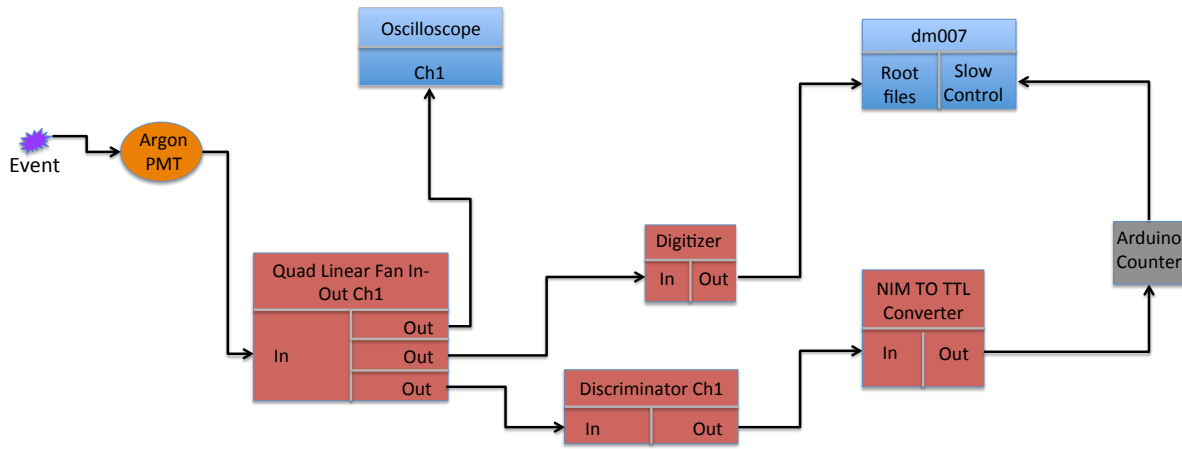 Oscilloscope
Ch1
dm007
Root
files
Slow
Control
Event
Argon
PMT
Quad Linear Fan In-
Out Ch1
In
Out
Out
Out
Digitizer
In
Out
Discriminator Ch1
In
Out
NIM TO TTL
Converter
In
Out
Arduino
Counter